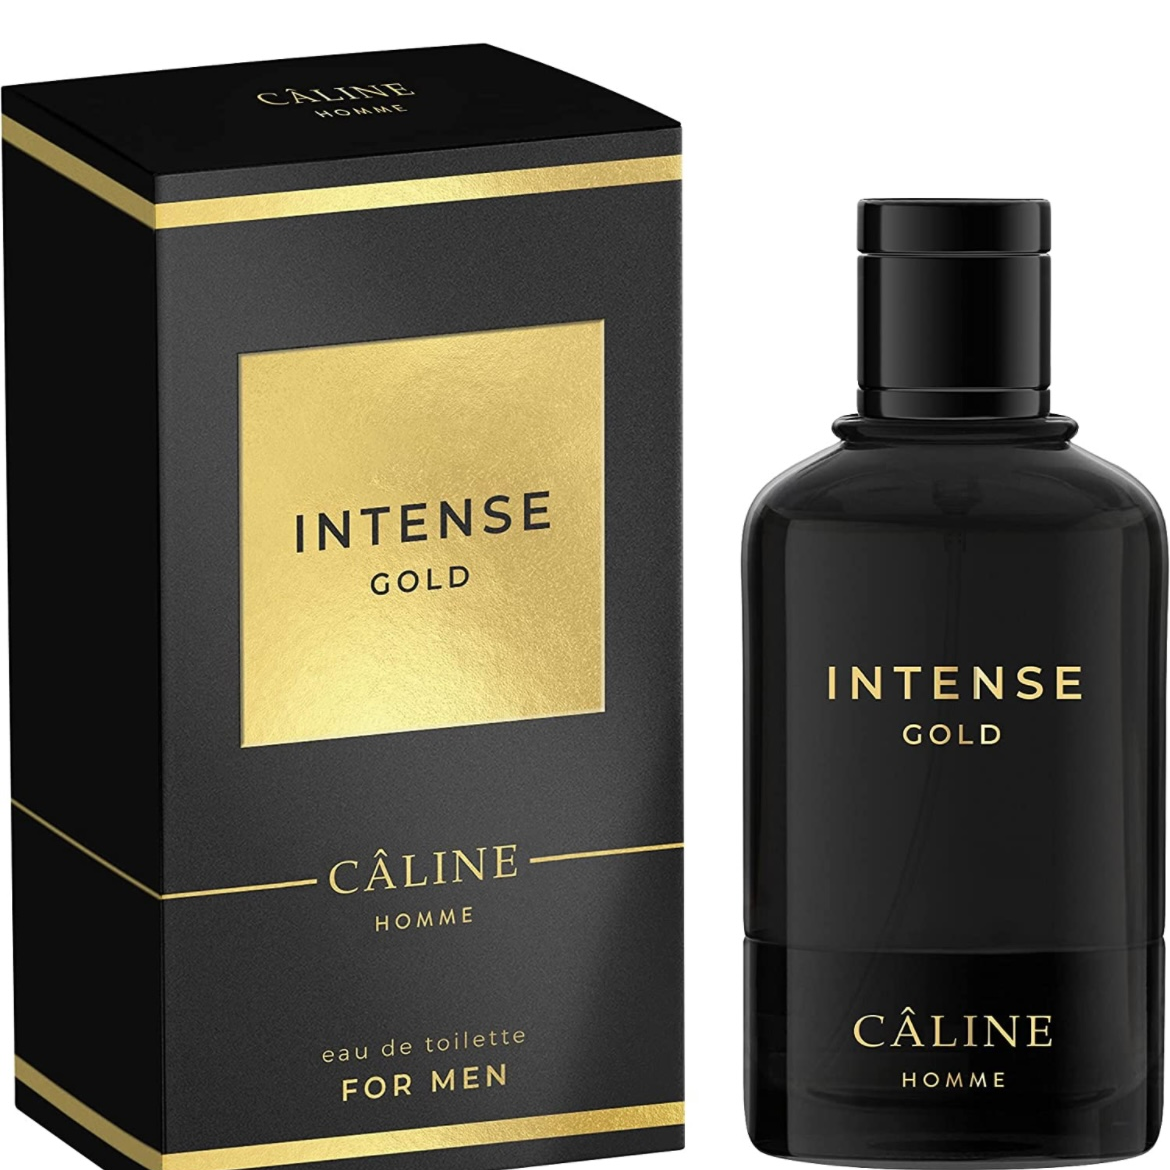 CÂLINE
HOMME
INTENSE
GOLD
CÂLINE
HOMME
eau de toilette
FOR MEN
INTENSE
GOLD
CÂLINE
HOMME